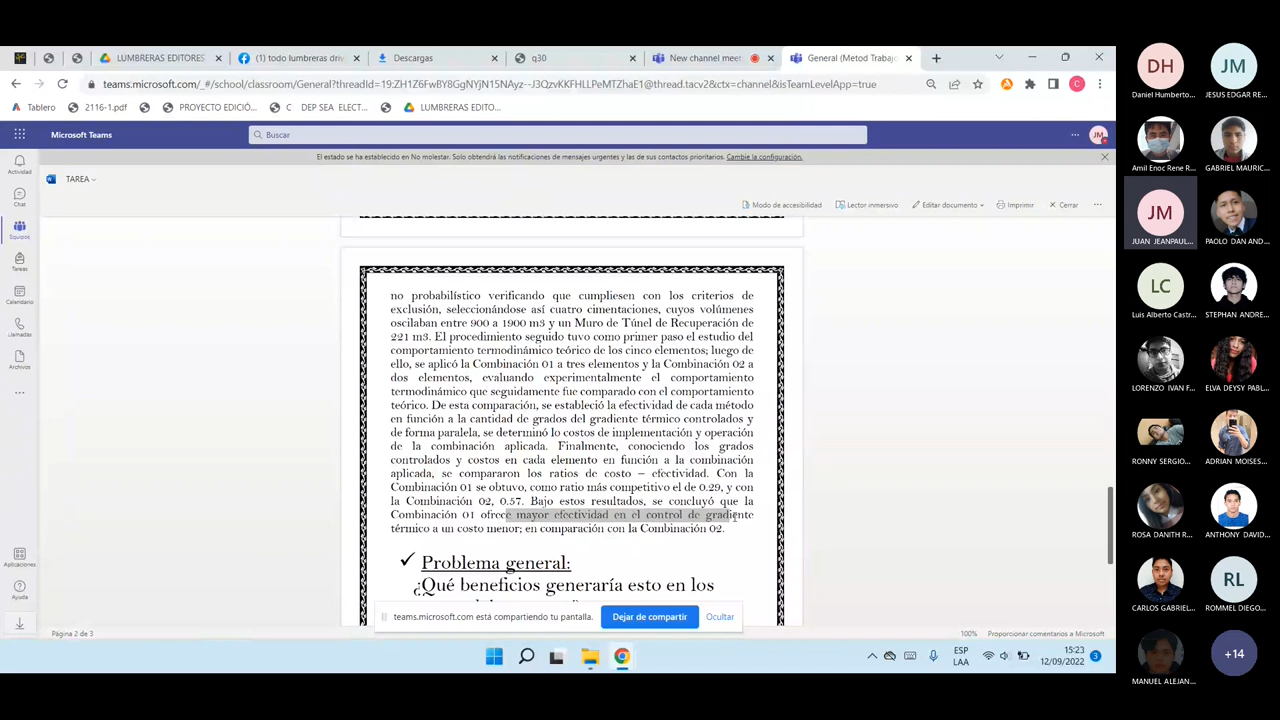 LUMBRERAS EDITORES
(1) todo lumbreras driv
Descargas
q30
New channel meet
General (Metod Trabajo
teams.microsoft.com/_#/school/classroom/General?threadId=19:ZH1Z6FwBY8GgNYjN15NAyz--J3QzvKKFHLLPeMTZhaE1@thread.tacv2&ctx=channel&isTeamLevelApp=true
Tablero
2116-1.pdf
PROYECTO EDICIÓ...
C DEP SEA ELECT...
LUMBRERAS EDITO...
Microsoft Teams
Buscar
JM
El estado se ha establecido en No molestar. Solo obtendrá las notificaciones de mensajes urgentes y las de sus contactos prioritarios. Cambie la configuración.
Actividad
Chat
Equipos
Tareas
Calendario
Llamadas
Archivos
Aplicaciones
Ayuda
TAREA
Modo de accesibilidad
Lector inmersivo
Editar documento
Imprimir
Cerrar
no probabilístico verificando que cumpliesen con los criterios de
exclusión, seleccionándose así cuatro cimentaciones, cuyos volúmenes
oscilaban entre 900 a 1900 m3 y un Muro de Túnel de Recuperación de
221 m3. El procedimiento seguido tuvo como primer paso el estudio del
comportamiento termodinámico teórico de los cinco elementos; luego de
ello, se aplicó la Combinación 01 a tres elementos y la Combinación 02 a
dos elementos, evaluando experimentalmente el comportamiento
termodinámico que seguidamente fue comparado con el comportamiento
teórico. De esta comparación, se estableció la efectividad de cada método
en función a la cantidad de grados del gradiente térmico controlados y
de forma paralela, se determinó lo costos de implementación y operación
de la combinación aplicada. Finalmente, conociendo los grados
controlados y costos en cada elemento en función a la combinación
aplicada, se compararon los ratios de costo – efectividad. Con la
Combinación 01 se obtuvo, como ratio más competitivo el de 0.29, y con
la Combinación 02, 0.57. Bajo estos resultados, se concluyó que la
Combinación 01 ofrece mayor efectividad en el control de gradiente
térmico a un costo menor; en comparación con la Combinación 02.
✓ Problema general:
¿Qué beneficios generaría esto en los
teams.microsoft.com está compartiendo tu pantalla.
Dejar de compartir
Ocultar
Página 2 de 3
100%
Proporcionar comentarios a Microsoft
ESP
LAA
15:23
12/09/2022
3
DH
Daniel Humberto...
JM
JESUS EDGAR RE...
Amil Enoc Rene R...
GABRIEL MAURIC...
JM
JUAN JEANPAUL...
PAOLO DAN AND...
LC
Luis Alberto Castr...
STEPHAN ANDRE...
LORENZO IVAN F...
ELVA DEYSY PABL...
RONNY SERGIO...
ADRIAN MOISES...
ROSA DANITH R...
ANTHONY DAVID...
CARLOS GABRIEL...
RL
ROMMEL DIEGO...
MANUEL ALEJAN...
+14